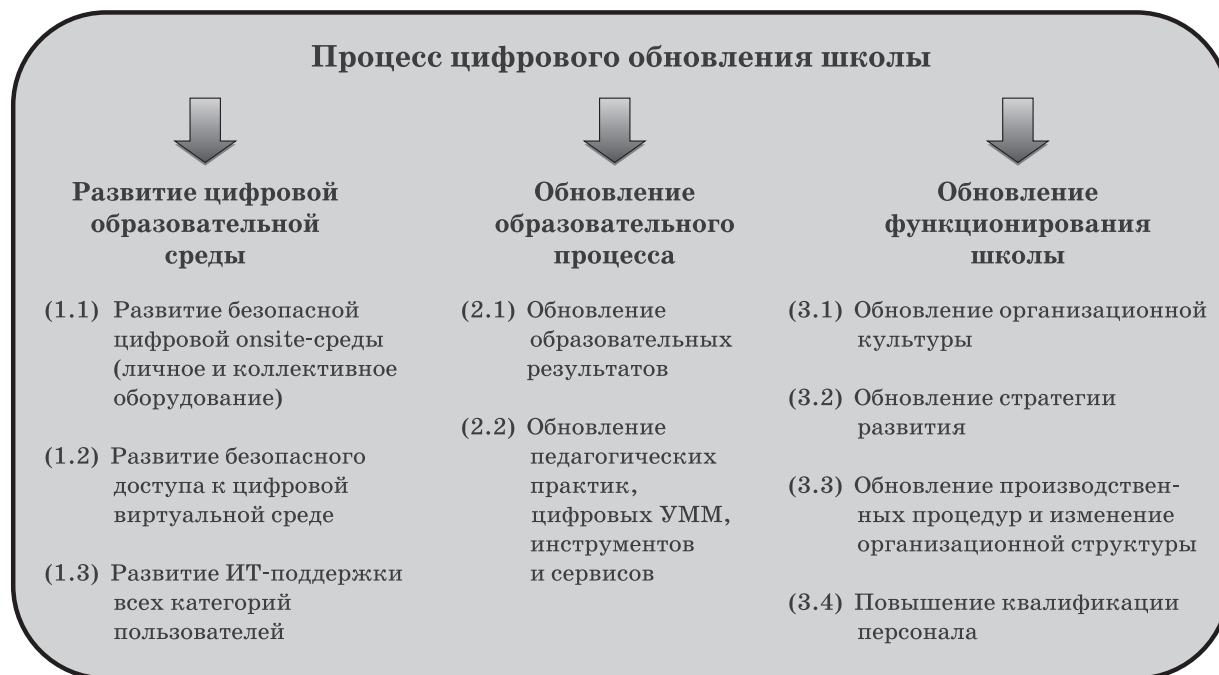 Процесс цифрового обновления школы
Развитие цифровой
образовательной
среды
(1.1) Развитие безопасной
цифровой onsite-среды
(личное и коллективное
оборудование)
(1.2) Развитие безопасного
доступа к цифровой
виртуальной среде
(1.3) Развитие ИТ-поддержки
всех категорий
пользователей
Обновление
образовательного
процесса
(2.1) Обновление
образовательных
результатов
(2.2) Обновление
педагогических
практик,
цифровых УММ,
инструментов
и сервисов
Обновление
функционирования
школы
(3.1) Обновление организационной
культуры
(3.2) Обновление стратегии
развития
(3.3) Обновление производствен-
ных процедур и изменение
организационной структуры
(3.4) Повышение квалификации
персонала